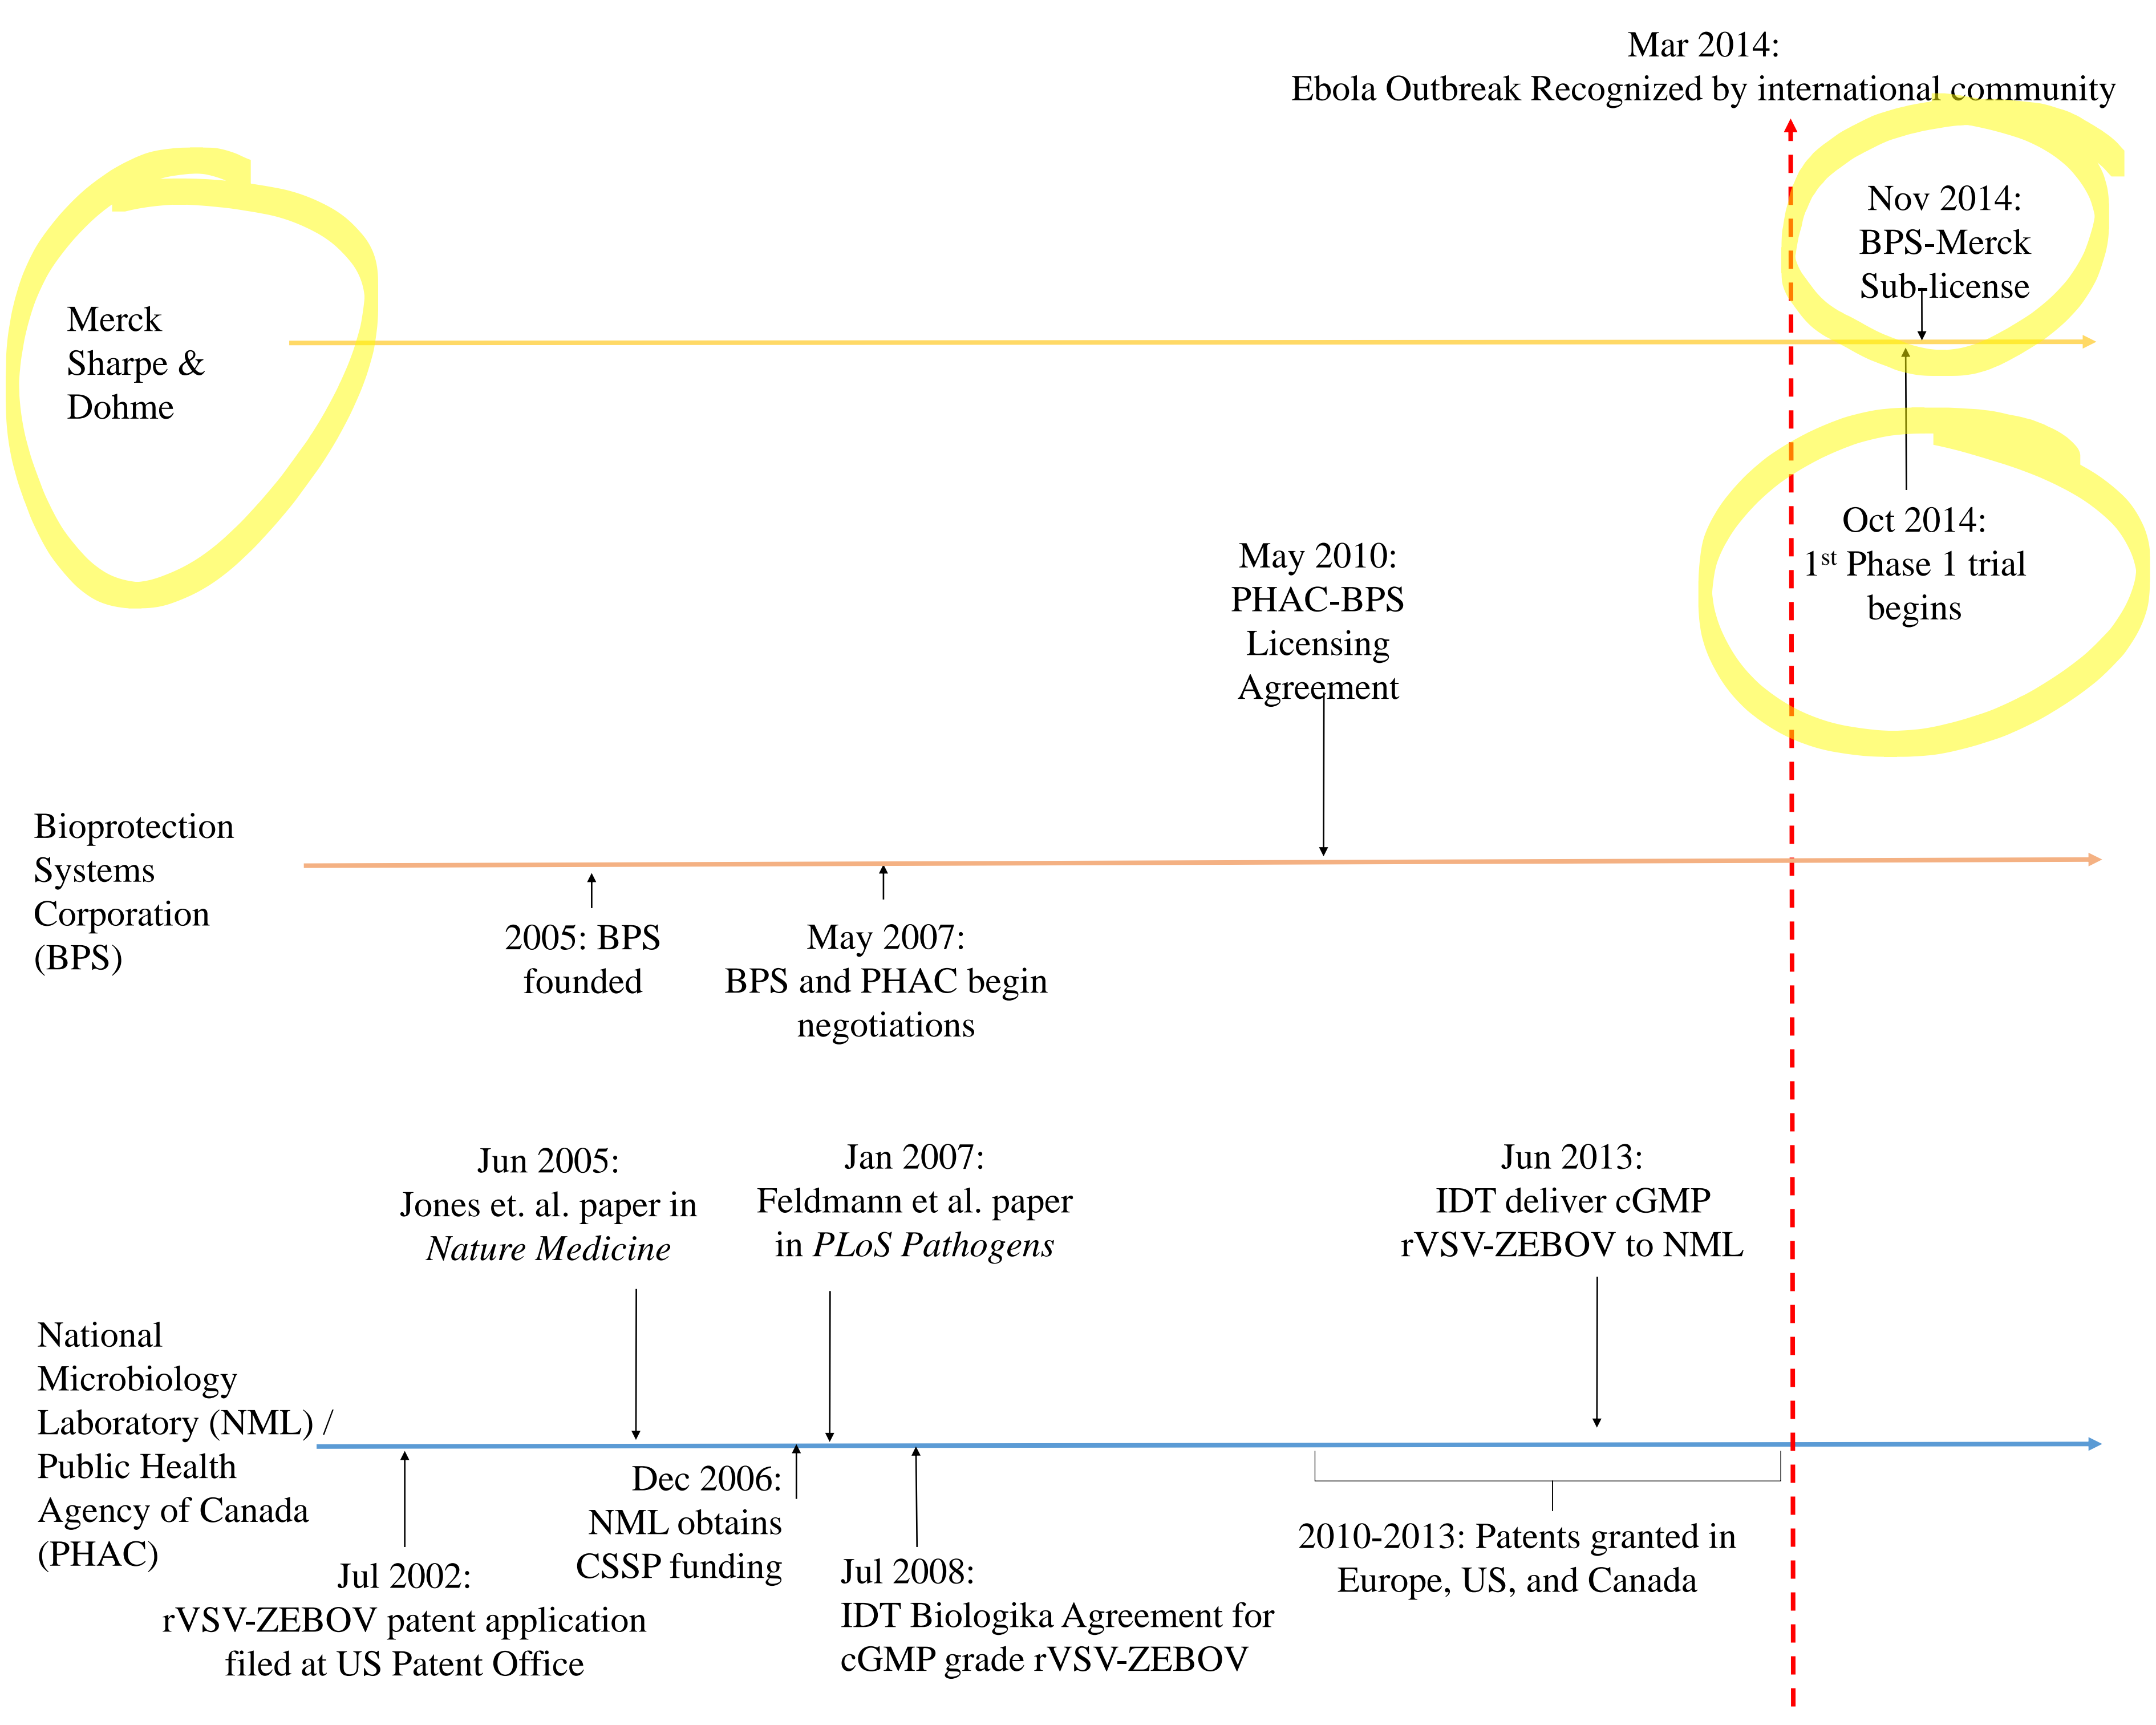 Mar 2014:
Ebola Outbreak Recognized by international community
Nov 2014:
BPS-Merck
Sub-license
Merck
Sharpe &
Dohme
Oct 2014:
1st Phase 1 trial
begins
May 2010:
PHAC-BPS
Licensing
Agreement
Bioprotection
Systems
Corporation
(BPS)
2005: BPS
founded
May 2007:
BPS and PHAC begin
negotiations
Jun 2005:
Jones et. al. paper in
Nature Medicine
Jan 2007:
Feldmann et al. paper
in PLoS Pathogens
Jun 2013:
IDT deliver cGMP
rVSV-ZEBOV to NML
National
Microbiology
Laboratory (NML) /
Public Health
Agency of Canada
(PHAC)
Jul 2002:
rVSV-ZEBOV patent application
filed at US Patent Office
Dec 2006:
NML obtains
CSSP funding
Jul 2008:
IDT Biologika Agreement for
cGMP grade rVSV-ZEBOV
2010-2013: Patents granted in
Europe, US, and Canada